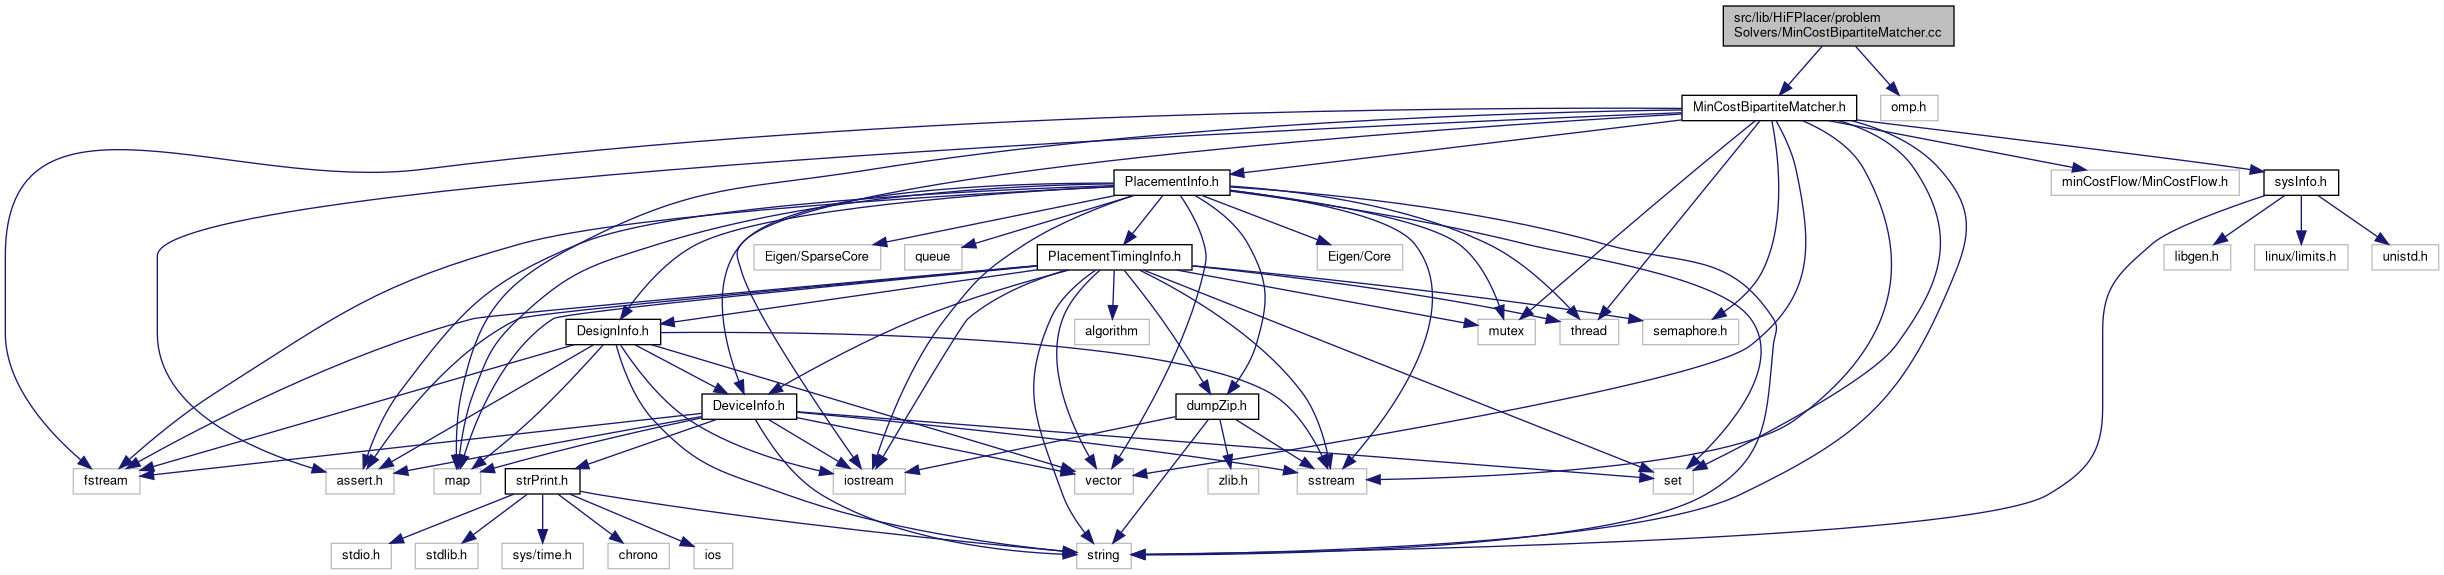 src/lib/HiFPlacer/problem
Solvers/MinCostBipartiteMatcher.cc
MinCostBipartiteMatcher.h
omp.h
PlacementInfo.h
minCostFlow/MinCostFlow.h
sysInfo.h
Eigen/SparseCore
queue
PlacementTimingInfo.h
Eigen/Core
libgen.h
linux/limits.h
unistd.h
DesignInfo.h
algorithm
mutex
thread
semaphore.h
DeviceInfo.h
dumpZip.h
fstream
assert.h
map
strPrint.h
iostream
vector
zlib.h
sstream
set
stdio.h
stdlib.h
sys/time.h
chrono
ios
string